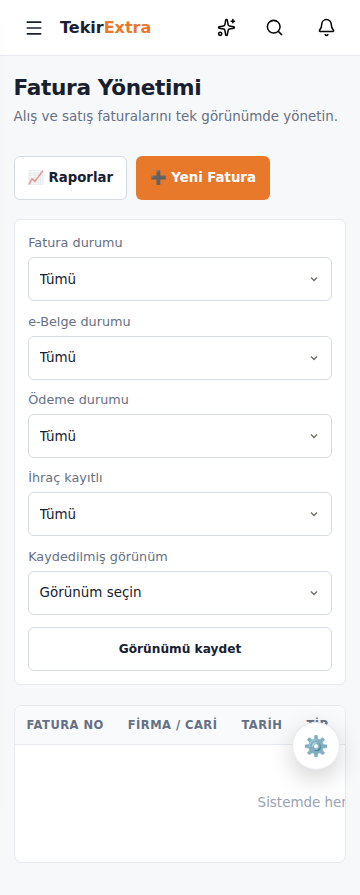 TekirExtra
Fatura Yönetimi
Alış ve satış faturalarını tek görünümde yönetin.
Raporlar
Yeni Fatura
Fatura durumu
Tümü
e-Belge durumu
Tümü
Ödeme durumu
Tümü
İhraç kayıtlı
Tümü
Kaydedilmiş görünüm
Görünüm seçin
Görünümü kaydet
FATURA NO FİRMA / CARİ TARİH TİP
Sistemde